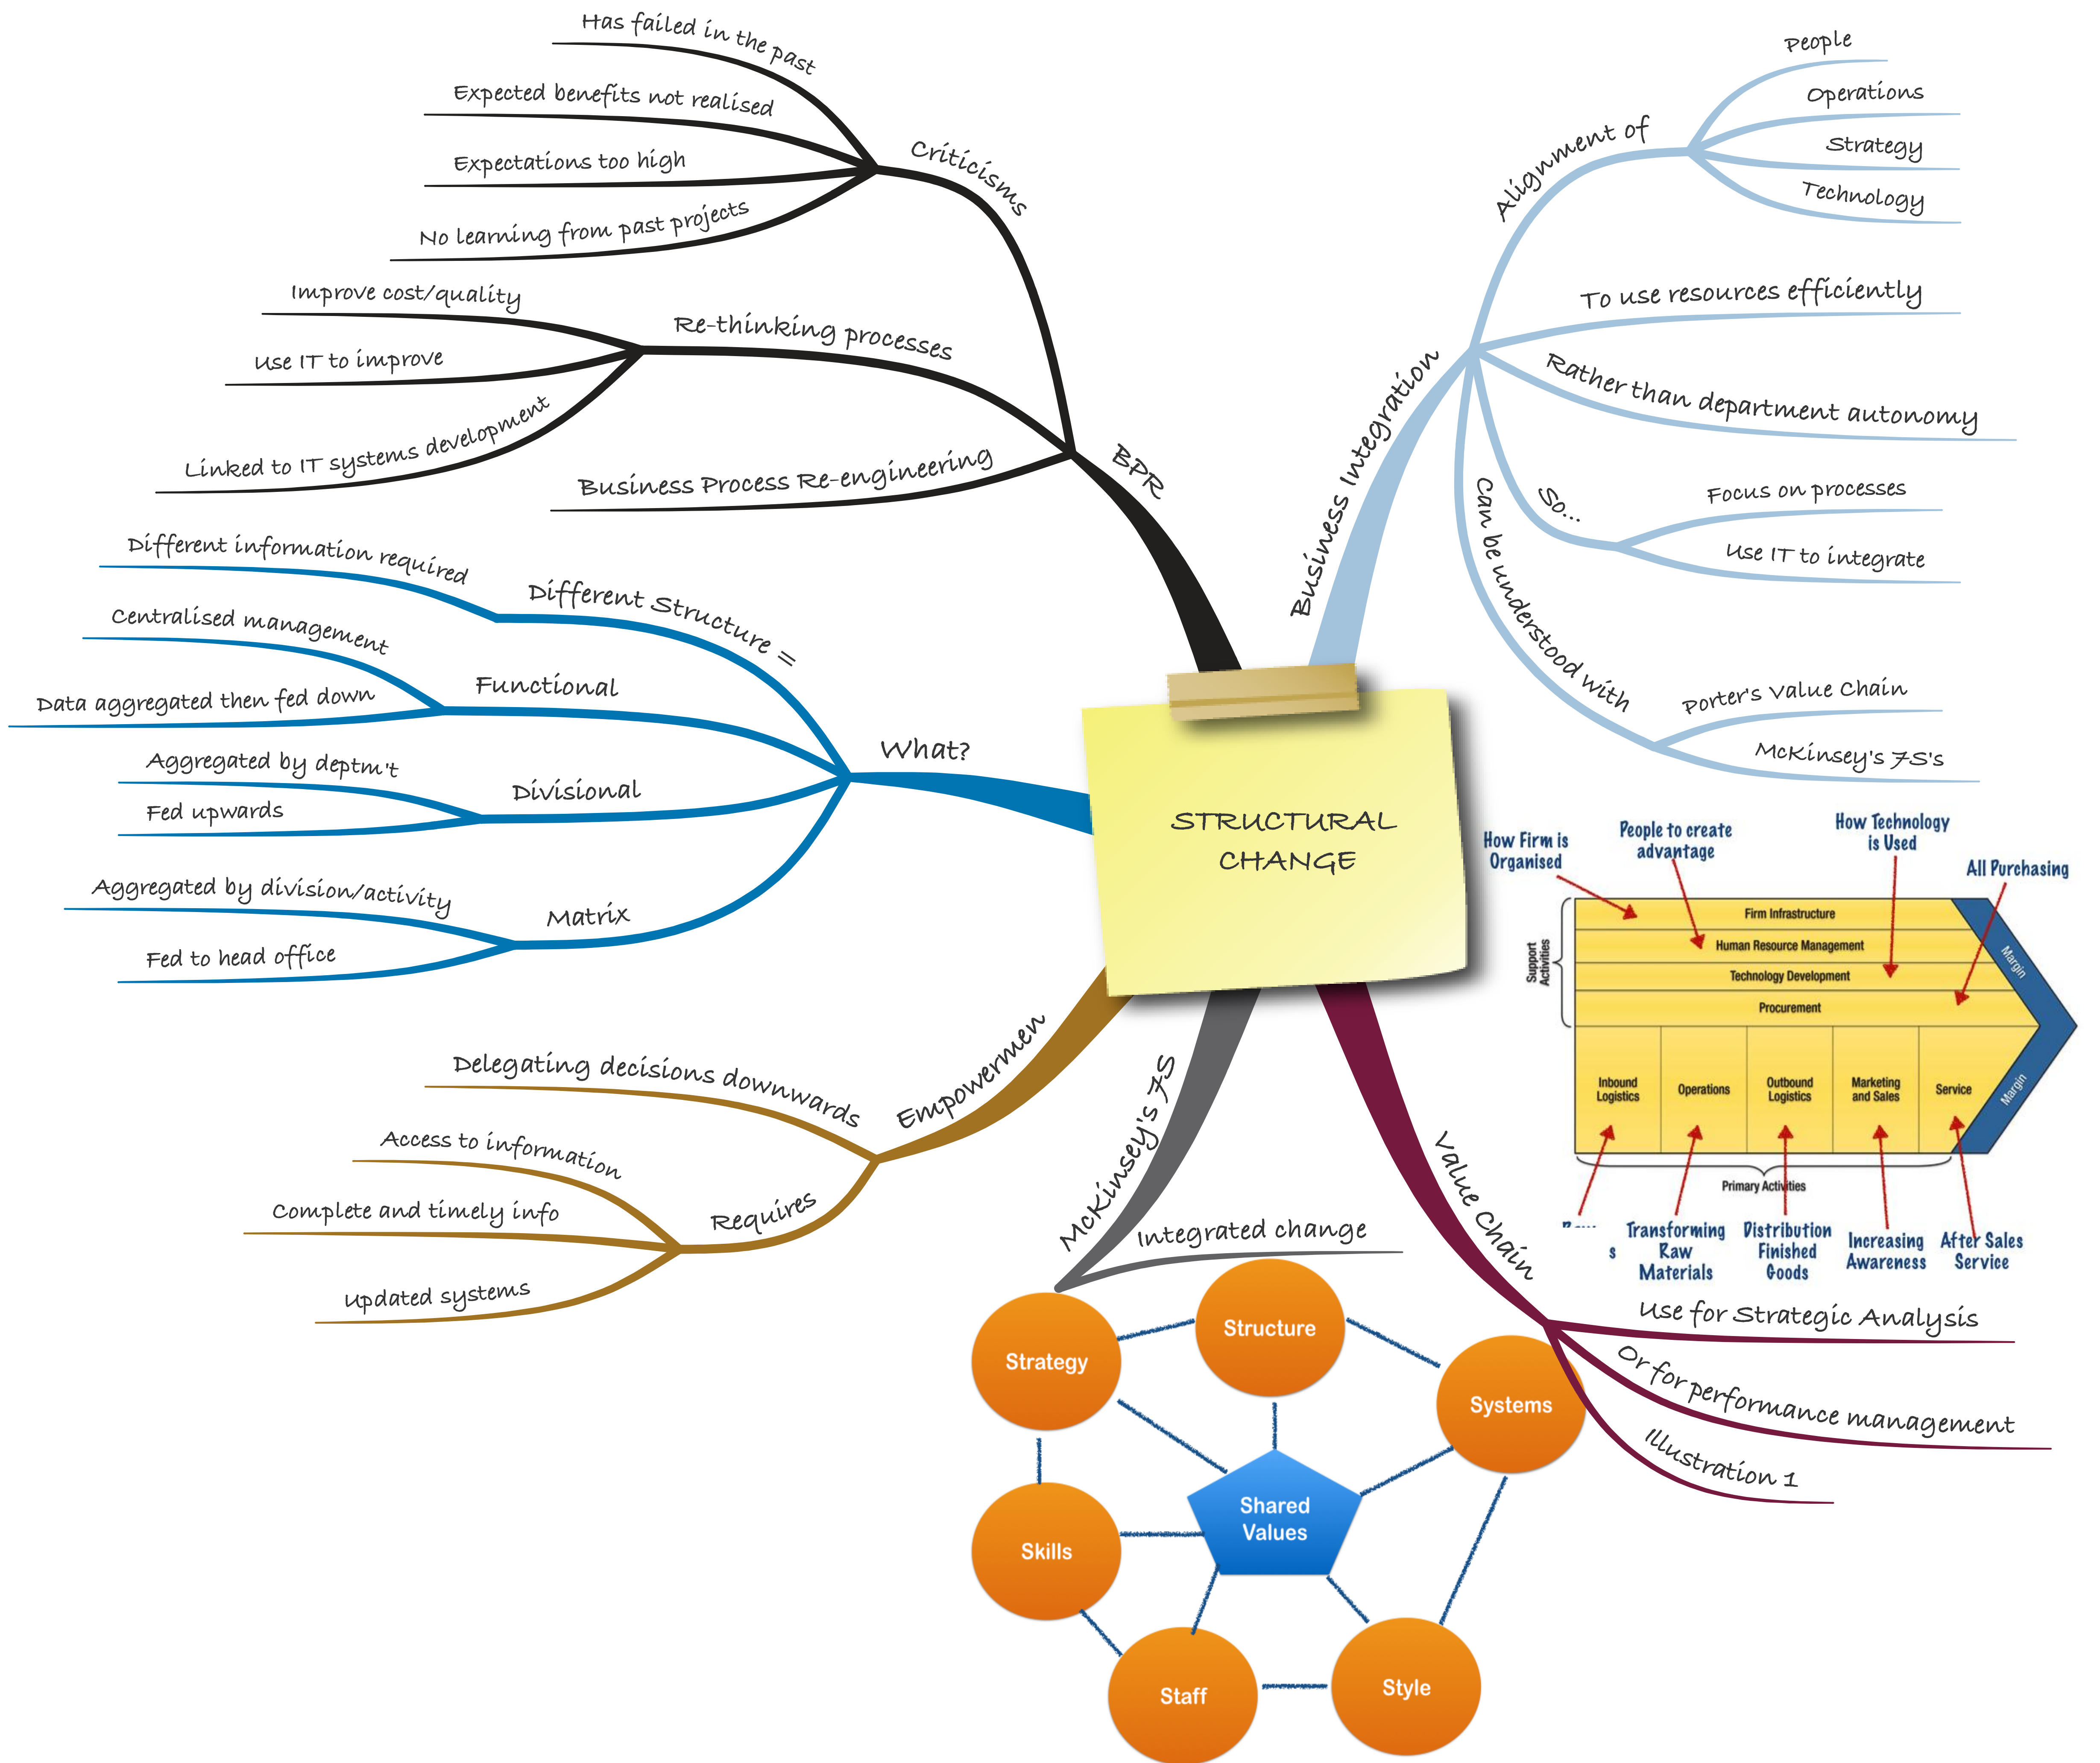 STRUCTURAL
CHANGE
BPR
Criticisms
Has failed in the past
Expected benefits not realised
Expectations too high
No learning from past projects
Re-thinking processes
Improve cost/quality
Use IT to improve
Linked to IT systems development
Business Process Re-engineering
What?
Different Structure =
Different information required
Functional
Centralised management
Data aggregated then fed down
Divisional
Aggregated by deptm't
Fed upwards
Matrix
Aggregated by division/activity
Fed to head office
Empowermen
Delegating decisions downwards
Requires
Access to information
Complete and timely info
Updated systems
Business Integration
Alignment of
People
Operations
Strategy
Technology
To use resources efficiently
Rather than department autonomy
So...
Focus on processes
Use IT to integrate
Can be understood with
Porter's Value Chain
McKinsey's 7S's
How Firm is
Organised
People to create
advantage
How Technology
is Used
All Purchasing
Support
Activities
Firm Infrastructure
Human Resource Management
Technology Development
Procurement
Margin
Inbound
Logistics
Operations
Outbound
Logistics
Marketing
and Sales
Service
Margin
Primary Activities
s
Transforming
Raw
Materials
Distribution
Finished
Goods
Increasing
Awareness
After Sales
Service
Value Chain
Use for Strategic Analysis
Or for performance management
Illustration 1
McKinsey's 7S
Integrated change
Strategy
Structure
Systems
Shared
Values
Skills
Staff
Style